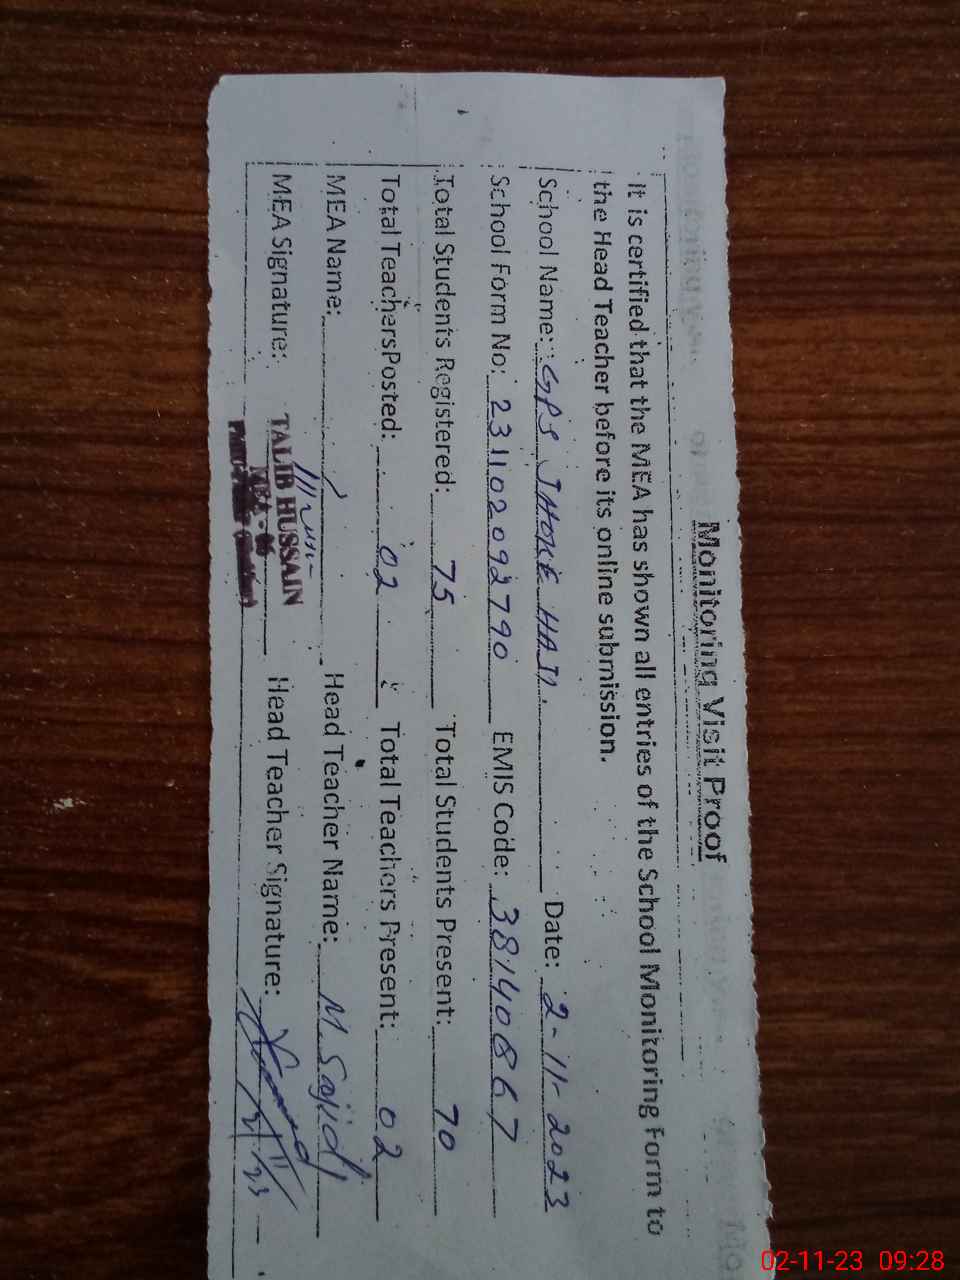 Monitoring Visit Proof
It is certified that the MEA has shown all entries of the School Monitoring Form to
the Head Teacher before its online submission.
School Name: GPS JHOKE HAJI. Date: 2-11-2023
School Form No: 231102092790 EMIS Code: 38140867
Total Students Registered: 75 Total Students Present: 70
Total TeachersPosted: 02 Total Teachers Present: 02
MEA Name: Head Teacher Name: M Sajid
MEA Signature: TALIB HUSSAIN Head Teacher Signature:
MEA-06
02-11-23 09:28